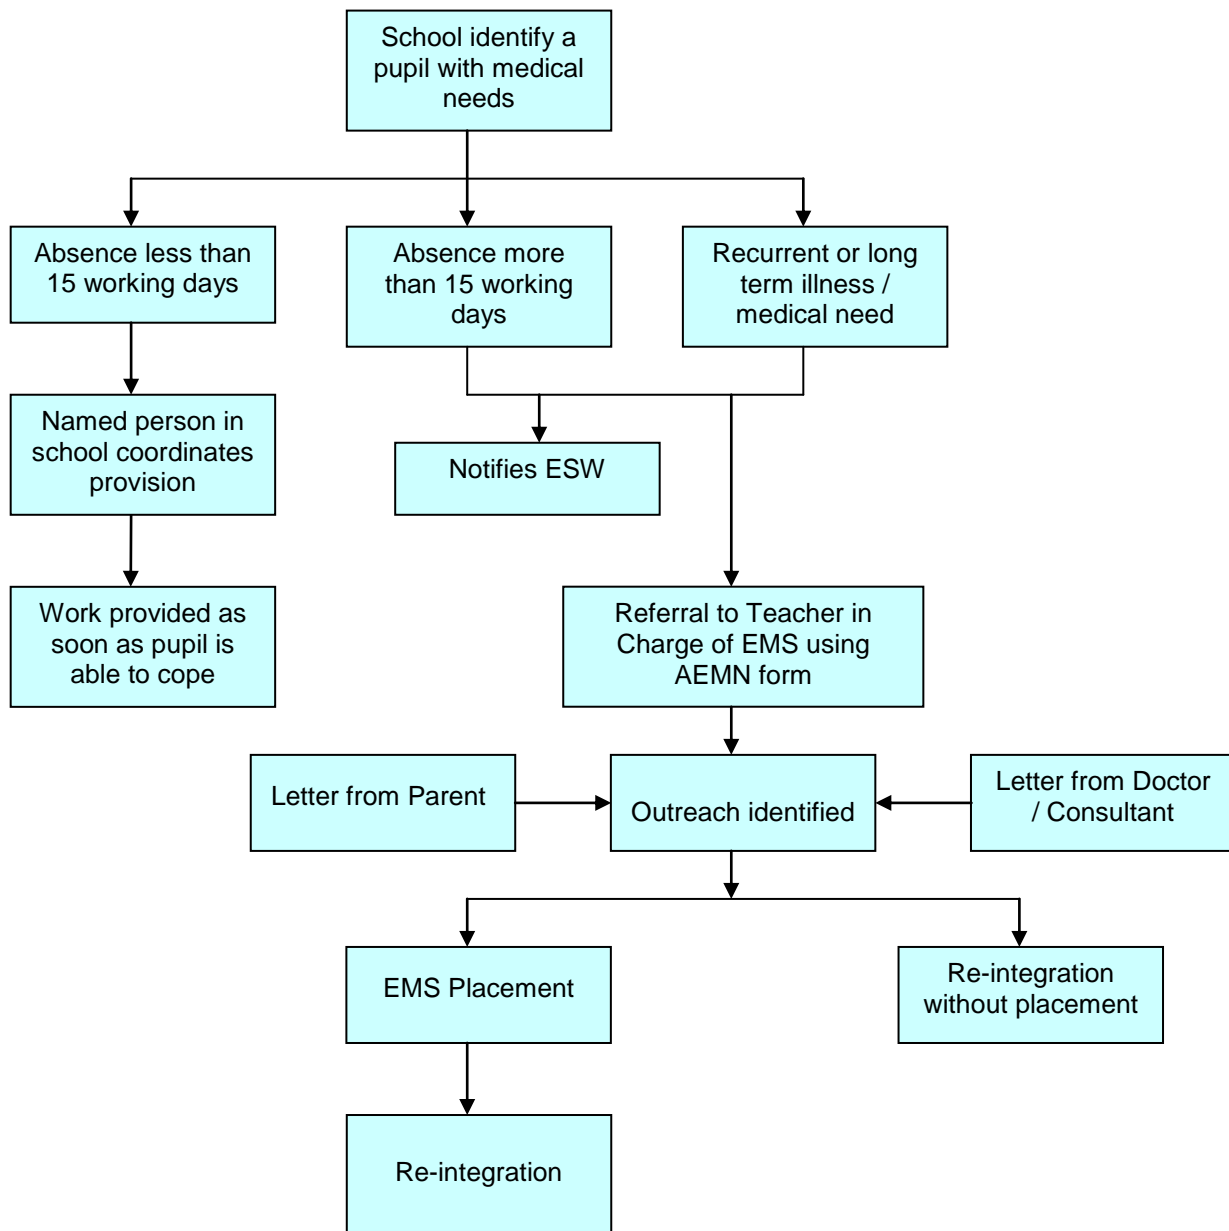 School identify a
pupil with medical
needs
Absence less than
15 working days
Absence more
than 15 working
days
Recurrent or long
term illness /
medical need
Named person in
school coordinates
provision
Notifies ESW
Work provided as
soon as pupil is
able to cope
Referral to Teacher in
Charge of EMS using
AEMN form
Letter from Parent
Outreach identified
Letter from Doctor
/ Consultant
EMS Placement
Re-integration
without placement
Re-integration